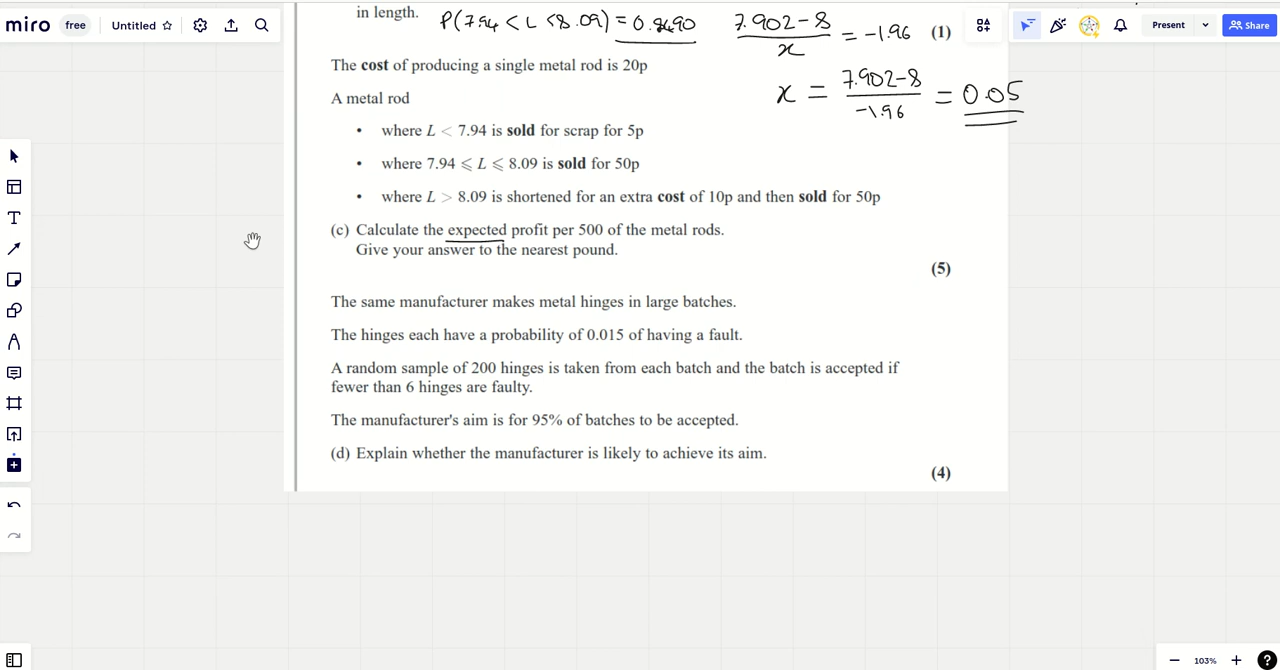 miro free Untitled Present Share
in length. P(7.94 < L < 8.09) = 0.8490 7.902-8 / x = -1.96 (1)
The cost of producing a single metal rod is 20p
x = 7.902-8 / -1.96 = 0.05
A metal rod
• where L < 7.94 is sold for scrap for 5p
• where 7.94 ⩽ L ⩽ 8.09 is sold for 50p
• where L > 8.09 is shortened for an extra cost of 10p and then sold for 50p
(c) Calculate the expected profit per 500 of the metal rods.
Give your answer to the nearest pound.
(5)
The same manufacturer makes metal hinges in large batches.
The hinges each have a probability of 0.015 of having a fault.
A random sample of 200 hinges is taken from each batch and the batch is accepted if
fewer than 6 hinges are faulty.
The manufacturer's aim is for 95% of batches to be accepted.
(d) Explain whether the manufacturer is likely to achieve its aim.
(4)
103%